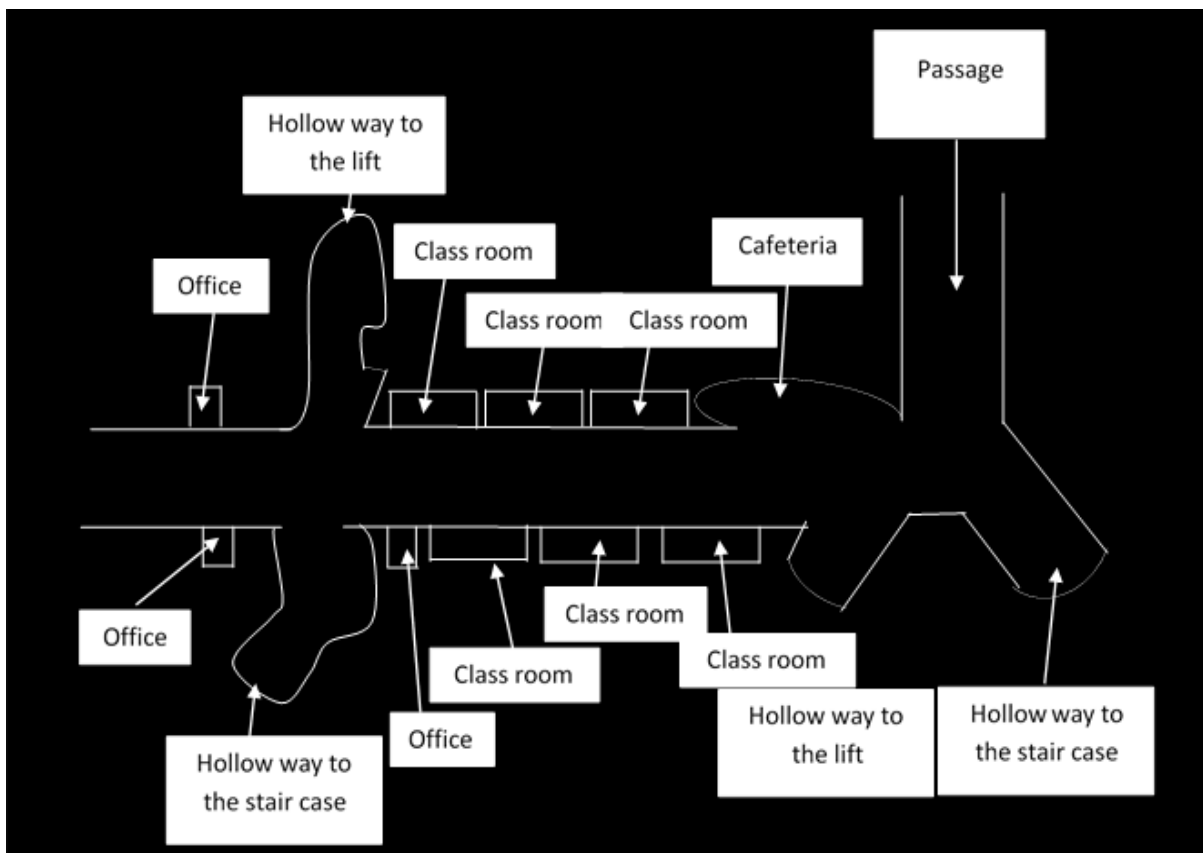 Passage
Hollow way to
the lift
Class room
Cafeteria
Office
Class room
Class room
Office
Class room
Class room
Class room
Office
Hollow way to
the lift
Hollow way to
the stair case
Hollow way to
the stair case